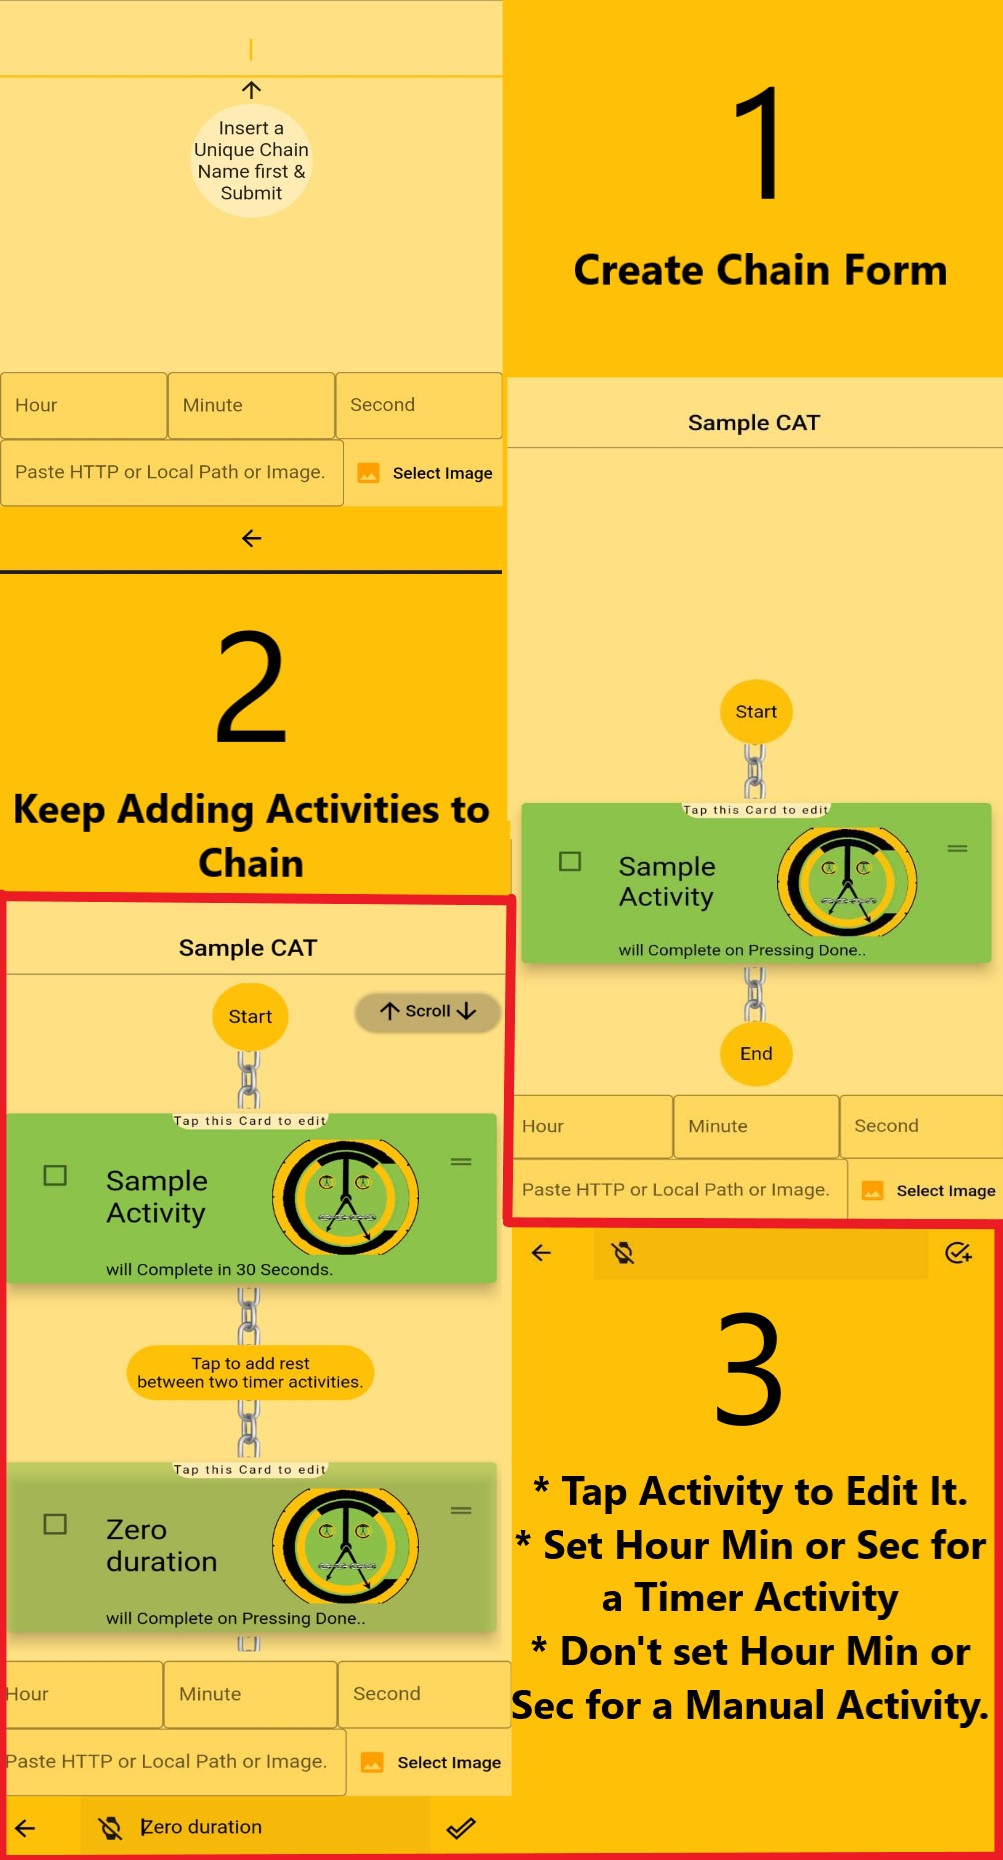 Insert a
Unique Chain
Name first &
Submit
Hour
Minute
Second
Paste HTTP or Local Path or Image.
Select Image
1
Create Chain Form
2
Keep Adding Activities to
Chain
Sample CAT
Start
Tap this Card to edit
Sample
Activity
will Complete on Pressing Done..
End
Hour
Minute
Second
Paste HTTP or Local Path or Image.
Select Image
Sample CAT
Start
Scroll
Tap this Card to edit
Sample
Activity
will Complete in 30 Seconds.
Tap to add rest
between two timer activities.
Tap this Card to edit
Zero
duration
will Complete on Pressing Done..
Hour
Minute
Second
Paste HTTP or Local Path or Image.
Select Image
Zero duration
3
* Tap Activity to Edit It.
* Set Hour Min or Sec for
a Timer Activity
* Don't set Hour Min or
Sec for a Manual Activity.